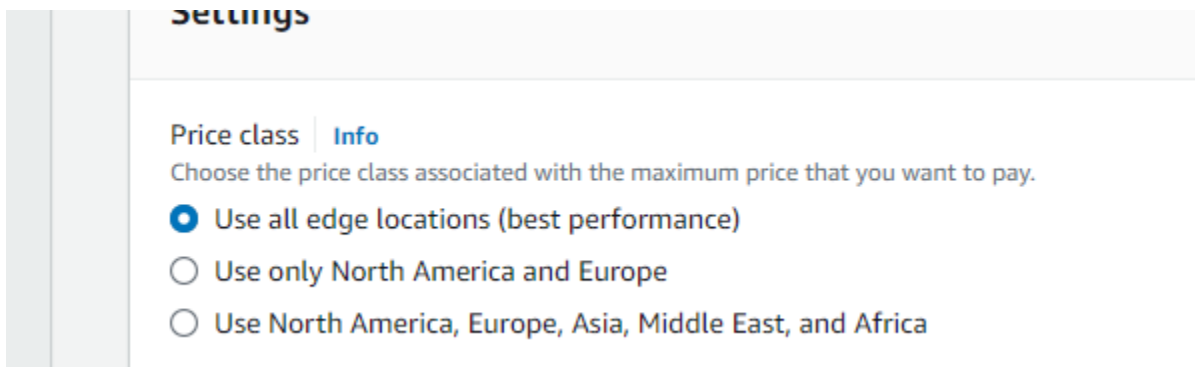 Settings
Price class Info
Choose the price class associated with the maximum price that you want to pay.
Use all edge locations (best performance)
Use only North America and Europe
Use North America, Europe, Asia, Middle East, and Africa